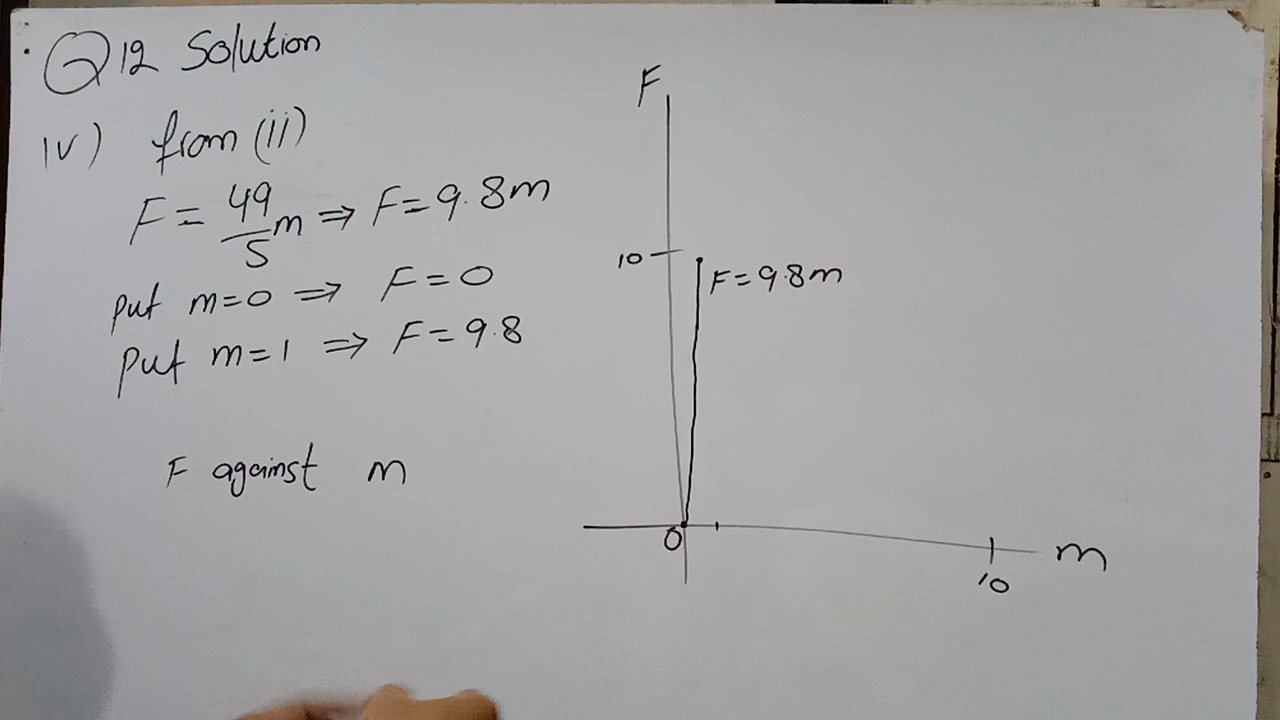 Q12 Solution
iv) from (ii)
F = 49/5 m ⇒ F = 9.8m
put m=0 ⇒ F=0
put m=1 ⇒ F=9.8
F against m
F
10
F=9.8m
0
10
m